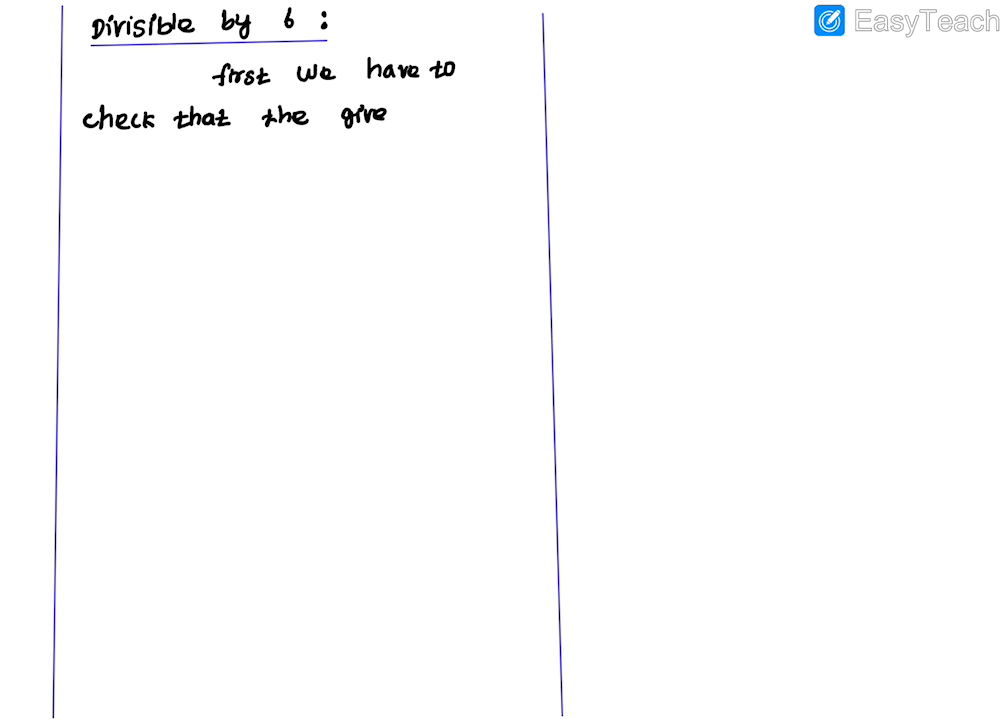 Divisible by 6 :
EasyTeach
first we have to
check that the give